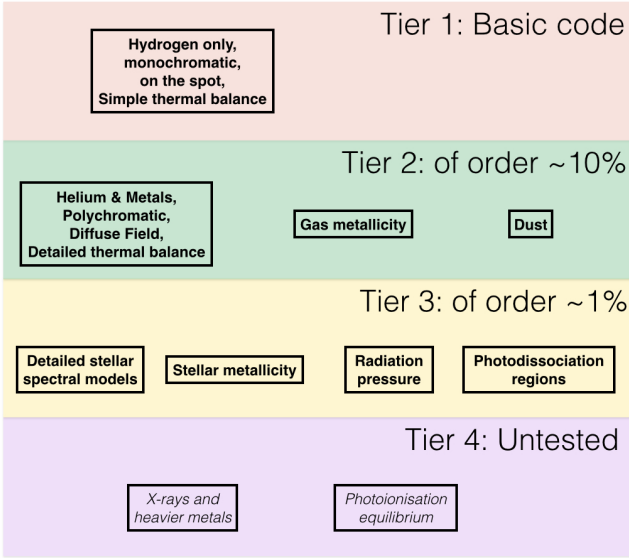 Tier 1: Basic code
Hydrogen only,
monochromatic,
on the spot,
Simple thermal balance
Tier 2: of order ~10%
Helium & Metals,
Polychromatic,
Diffuse Field,
Detailed thermal balance
Gas metallicity
Dust
Tier 3: of order ~1%
Detailed stellar
spectral models
Stellar metallicity
Radiation
pressure
Photodissociation
regions
Tier 4: Untested
X-rays and
heavier metals
Photoionisation
equilibrium